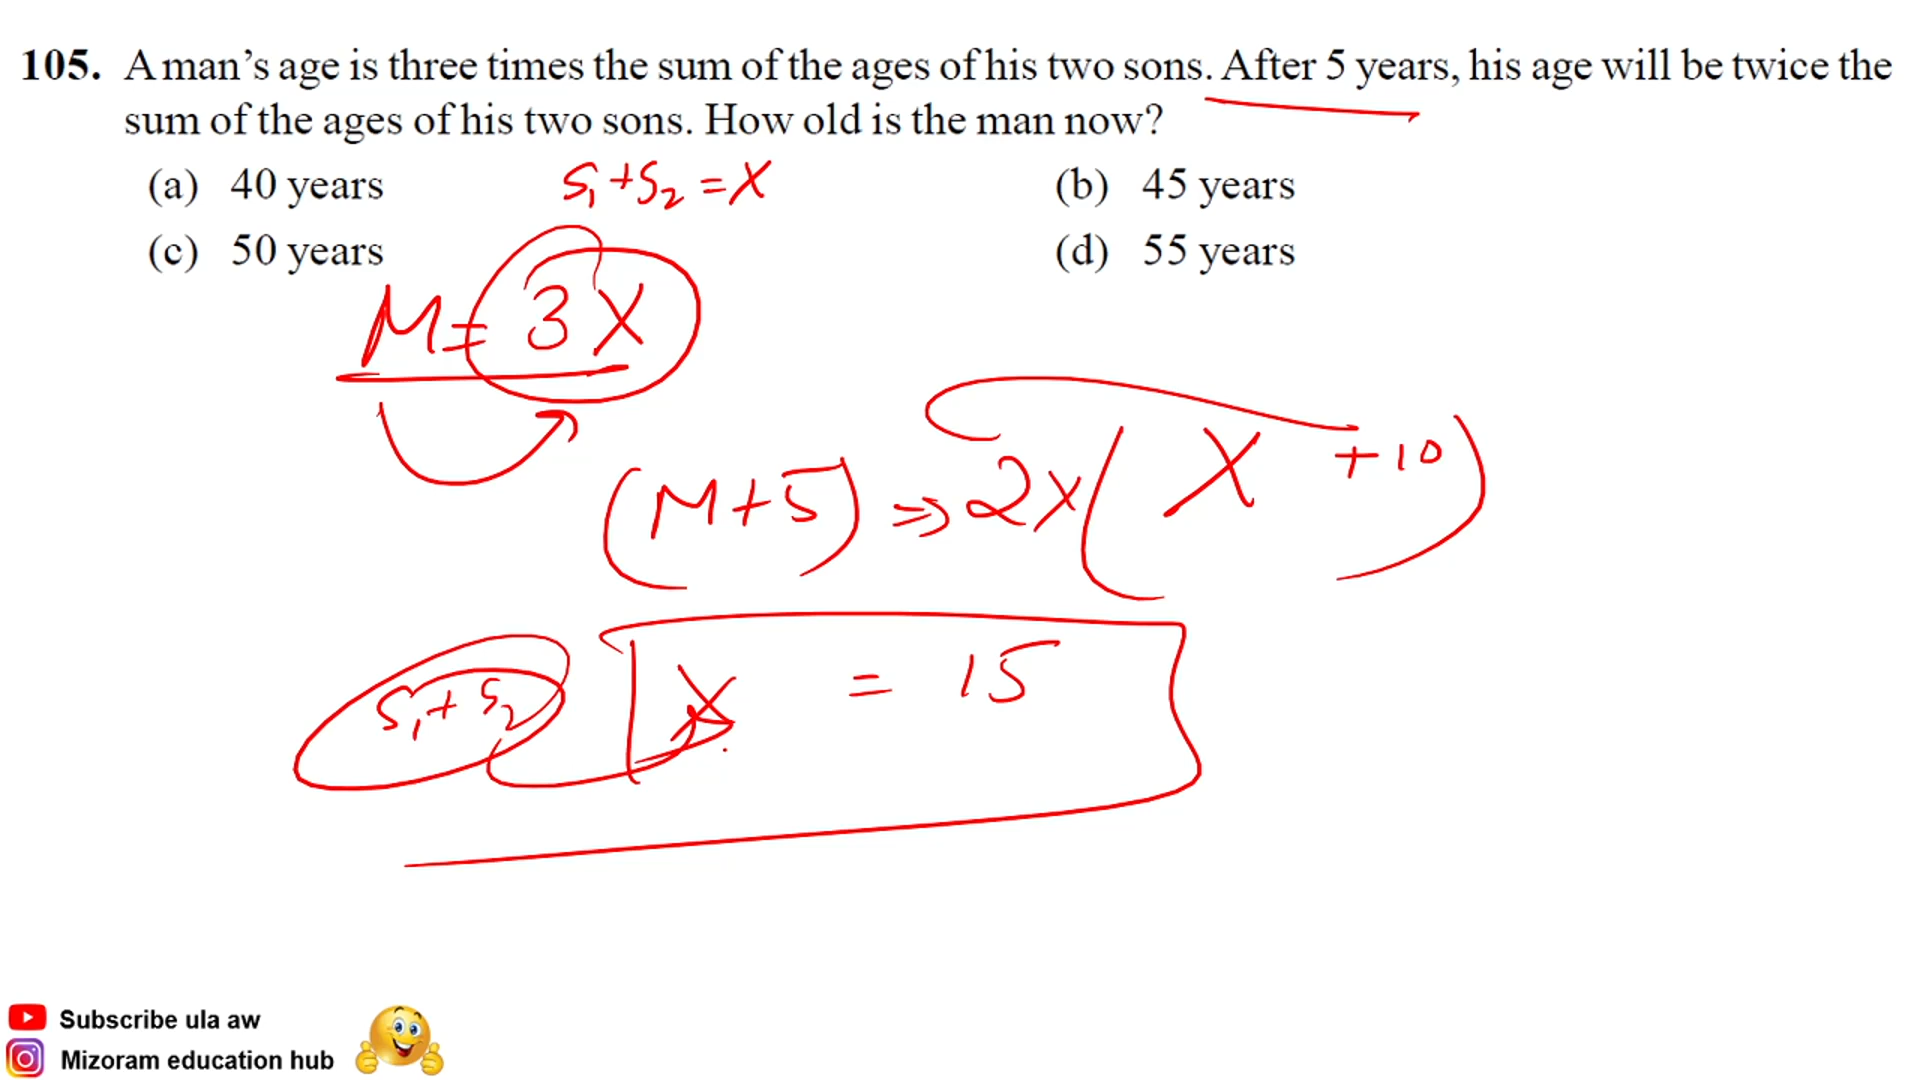 105. A man's age is three times the sum of the ages of his two sons. After 5 years, his age will be twice the
sum of the ages of his two sons. How old is the man now?
(a) 40 years
S₁+S₂ = X
(b) 45 years
(c) 50 years
(d) 55 years
M = 3X
(M+5) ⇒ 2x(X +10)
S₁+S₂
X = 15
Subscribe ula aw
Mizoram education hub